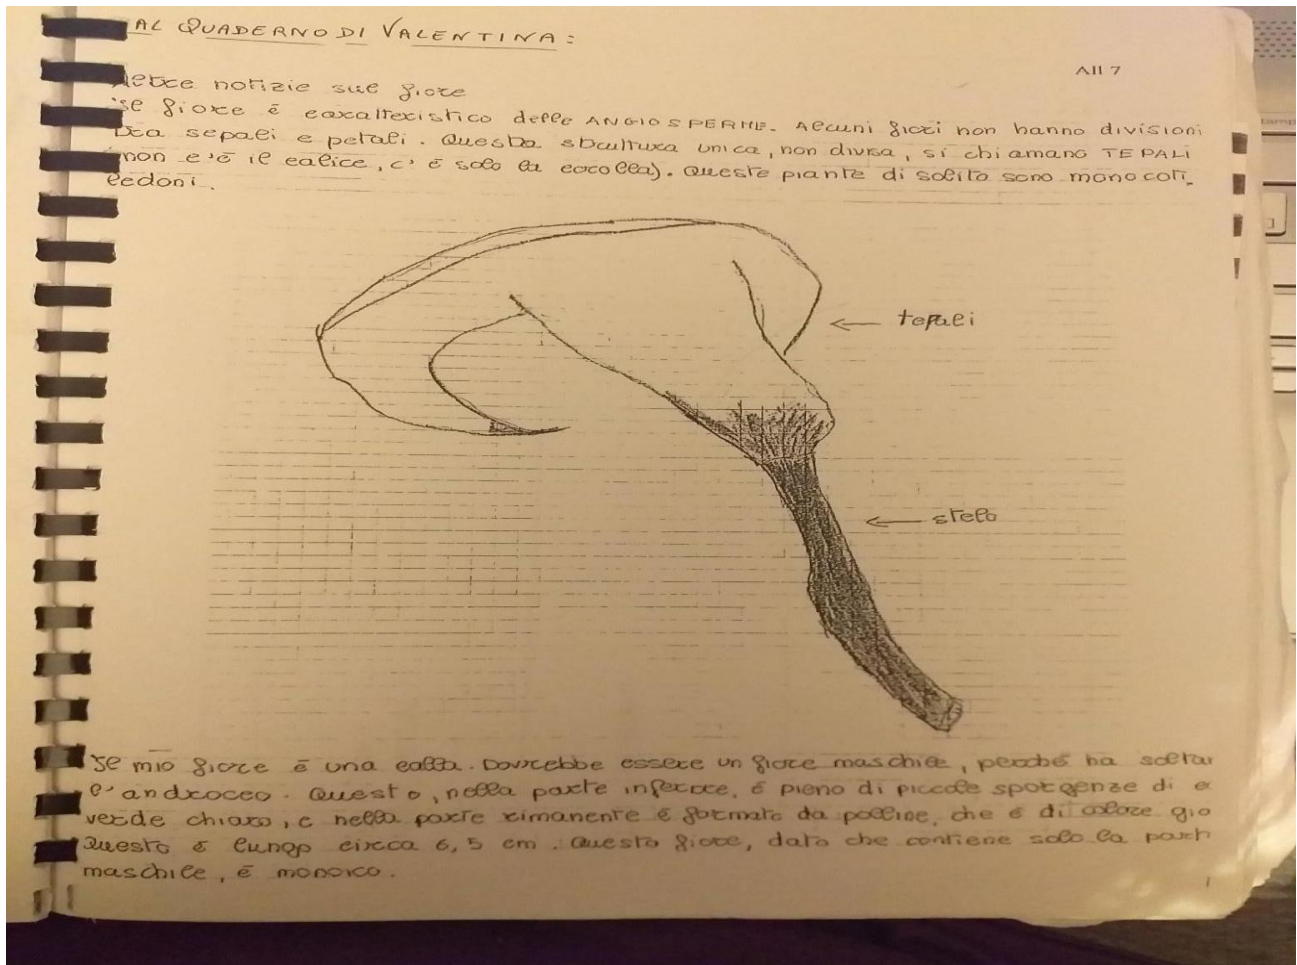 AL QUADERNO DI VALENTINA:
All 7
Altre notizie sul fiore
Il fiore è caratteristico delle ANGIOSPERME. Alcuni fiori non hanno divisioni
tra sepali e petali. Questa struttura unica, non divisa, si chiamano TEPALI
(non c'è il calice, c'è solo la corolla). Queste piante di solito sono monocoti-
ledoni.
← tepali
← stelo
Il mio fiore è una calla. Dovrebbe essere un fiore maschile, perché ha soltan
l'androceo. Questo, nella parte inferiore, è pieno di piccole sporgenze di c
verde chiaro, e nella parte rimanente è formato da polline, che è di colore gia
Questo è lungo circa 6,5 cm. Questo fiore, dato che contiene solo la part
maschile, è monoico.
1